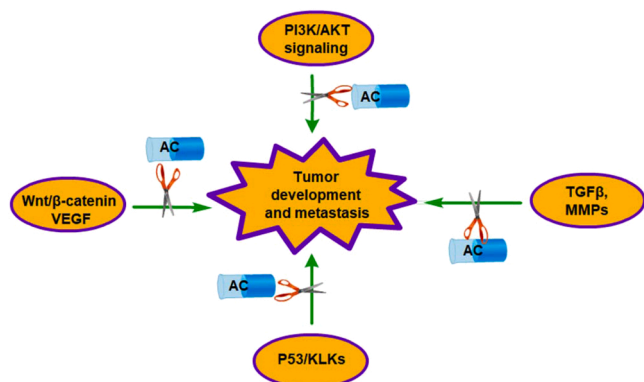 PI3K/AKT
signaling
AC
AC
Tumor
development
and metastasis
Wnt/β-catenin
VEGF
TGFβ,
MMPs
AC
AC
P53/KLKs